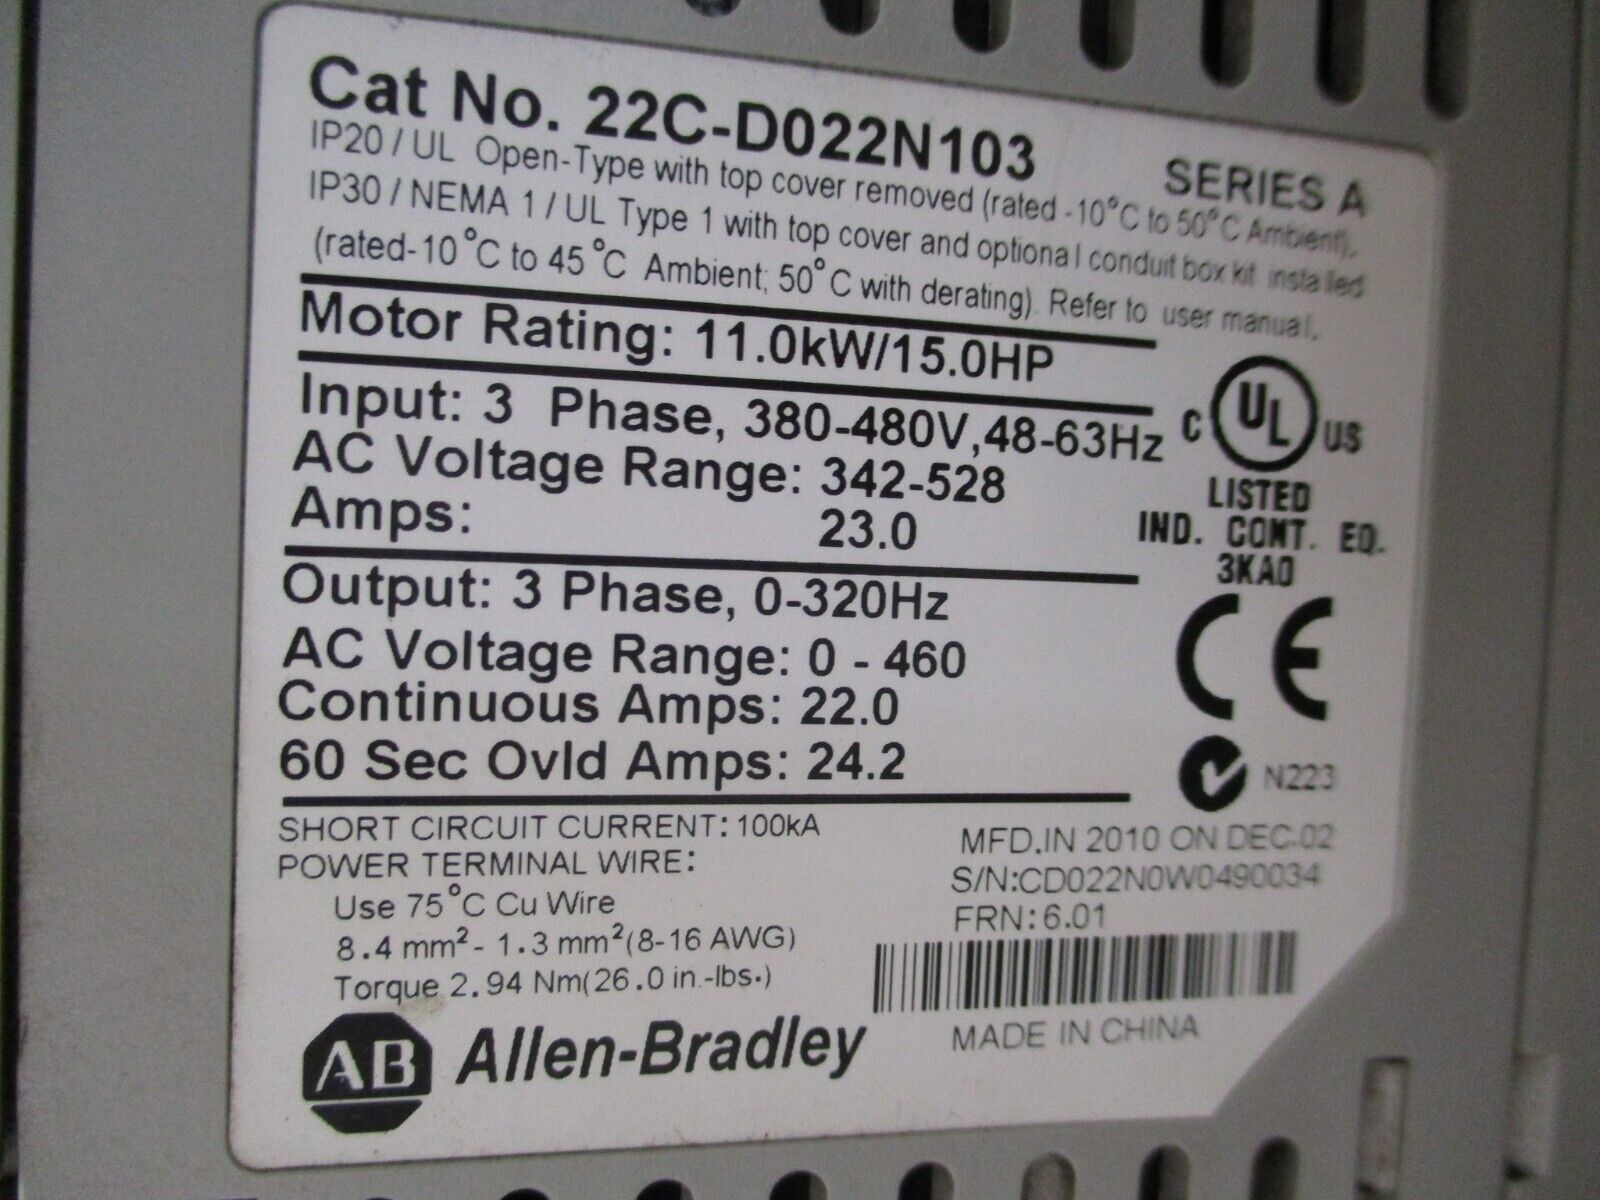 Cat No. 22C-D022N103 SERIES A
IP20 / UL Open-Type with top cover removed (rated -10°C to 50°C Ambient),
IP30 / NEMA 1 / UL Type 1 with top cover and optional conduit box kit installed
(rated-10°C to 45°C Ambient; 50°C with derating). Refer to user manual.
Motor Rating: 11.0kW/15.0HP
Input: 3 Phase, 380-480V,48-63Hz
AC Voltage Range: 342-528
Amps: 23.0
C UL US
LISTED
IND. CONT. EQ.
3KA0
Output: 3 Phase, 0-320Hz
AC Voltage Range: 0 - 460
Continuous Amps: 22.0
60 Sec Ovld Amps: 24.2
CE
N223
SHORT CIRCUIT CURRENT: 100kA
POWER TERMINAL WIRE:
Use 75°C Cu Wire
8.4 mm²- 1.3 mm²(8-16 AWG)
Torque 2.94 Nm(26.0 in.-lbs.)
MFD.IN 2010 ON DEC.02
S/N:CD022N0W0490034
FRN: 6.01
MADE IN CHINA
AB Allen-Bradley